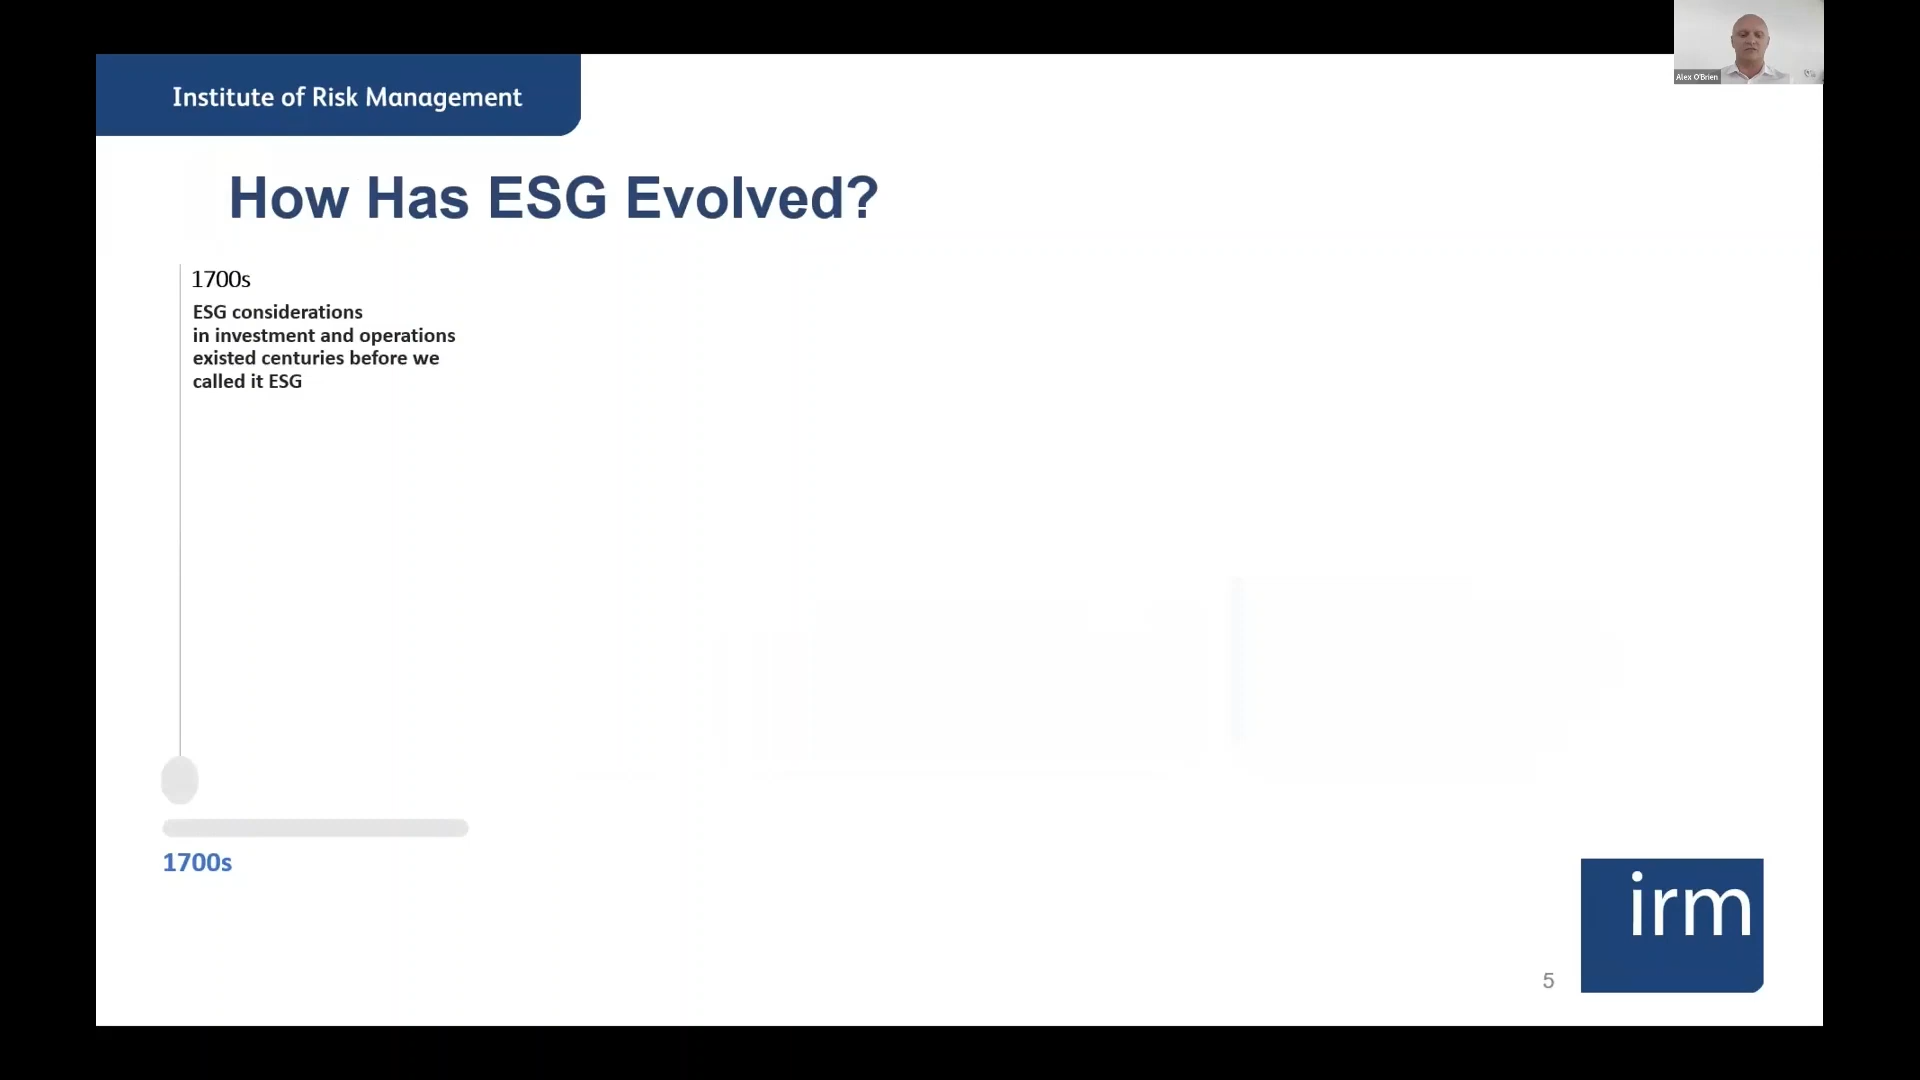 Alex O'Brien
Institute of Risk Management
How Has ESG Evolved?
1700s
ESG considerations
in investment and operations
existed centuries before we
called it ESG
1700s
irm
5